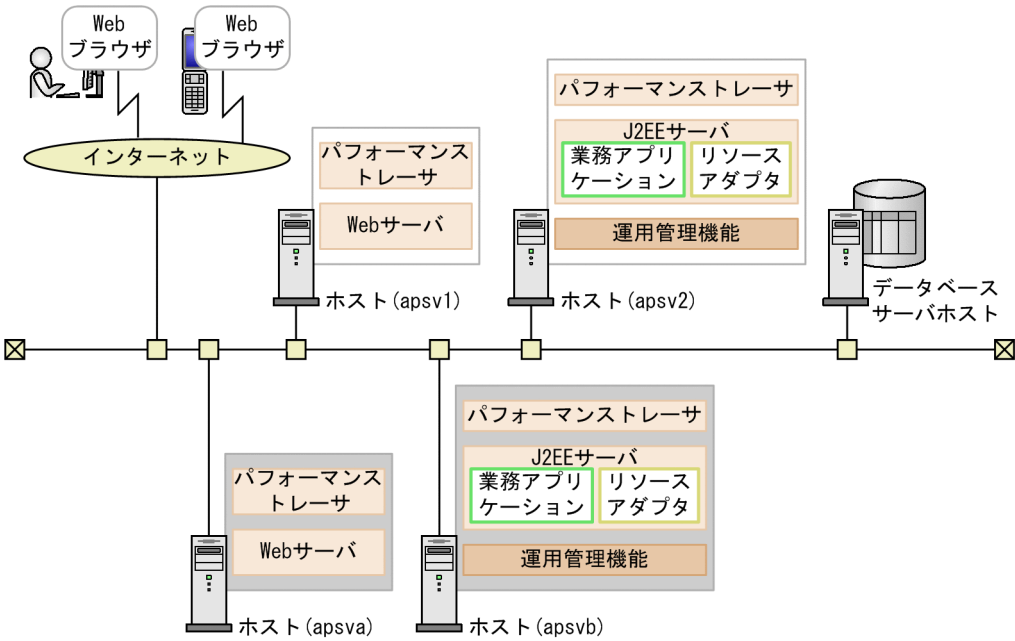 Web
ブラウザ
Web
ブラウザ
インターネット
パフォーマンス
トレーサ
Webサーバ
ホスト(apsv1)
パフォーマンストレーサ
J2EEサーバ
業務アプリ
ケーション
リソース
アダプタ
運用管理機能
ホスト(apsv2)
データベース
サーバホスト
パフォーマンス
トレーサ
Webサーバ
ホスト(apsva)
パフォーマンストレーサ
J2EEサーバ
業務アプリ
ケーション
リソース
アダプタ
運用管理機能
ホスト(apsvb)